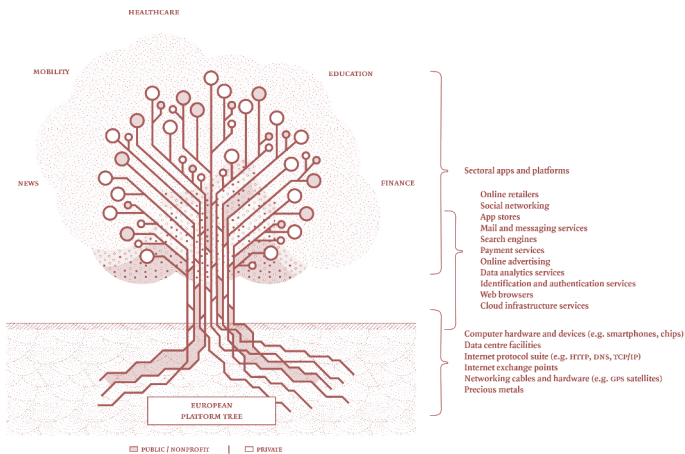 HEALTHCARE
MOBILITY
EDUCATION
NEWS
FINANCE
Sectoral apps and platforms
Online retailers
Social networking
App stores
Mail and messaging services
Search engines
Payment services
Online advertising
Data analytics services
Identification and authentication services
Web browsers
Cloud infrastructure services
Computer hardware and devices (e.g. smartphones, chips)
Data centre facilities
Internet protocol suite (e.g. HTTP, DNS, TCP/IP)
Internet exchange points
Networking cables and hardware (e.g. GPS satellites)
Precious metals
EUROPEAN
PLATFORM TREE
PUBLIC / NONPROFIT | PRIVATE